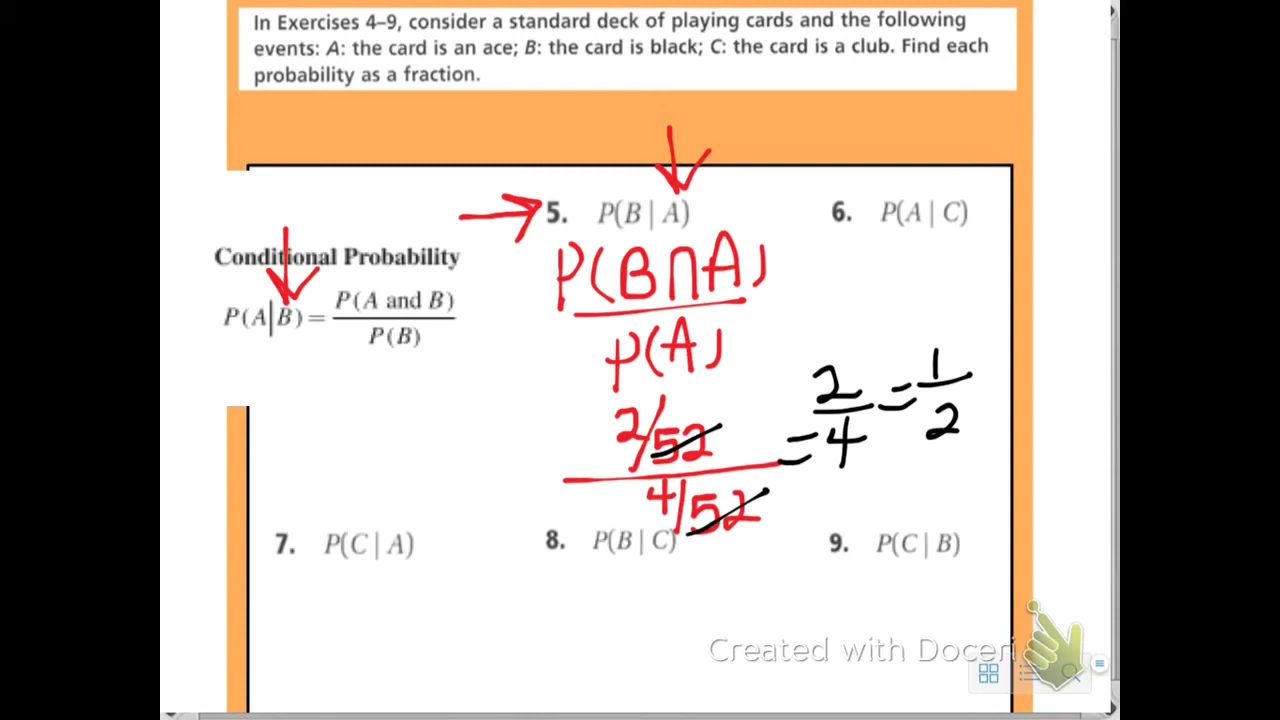 In Exercises 4–9, consider a standard deck of playing cards and the following
events: A: the card is an ace; B: the card is black; C: the card is a club. Find each
probability as a fraction.
5. P(B | A)
6. P(A | C)
P(B∩A)
P(A)
2/52
4/52
= 2/4 = 1/2
Conditional Probability
P(A|B) = P(A and B)
P(B)
7. P(C | A)
8. P(B | C)
9. P(C | B)
Created with Doceri